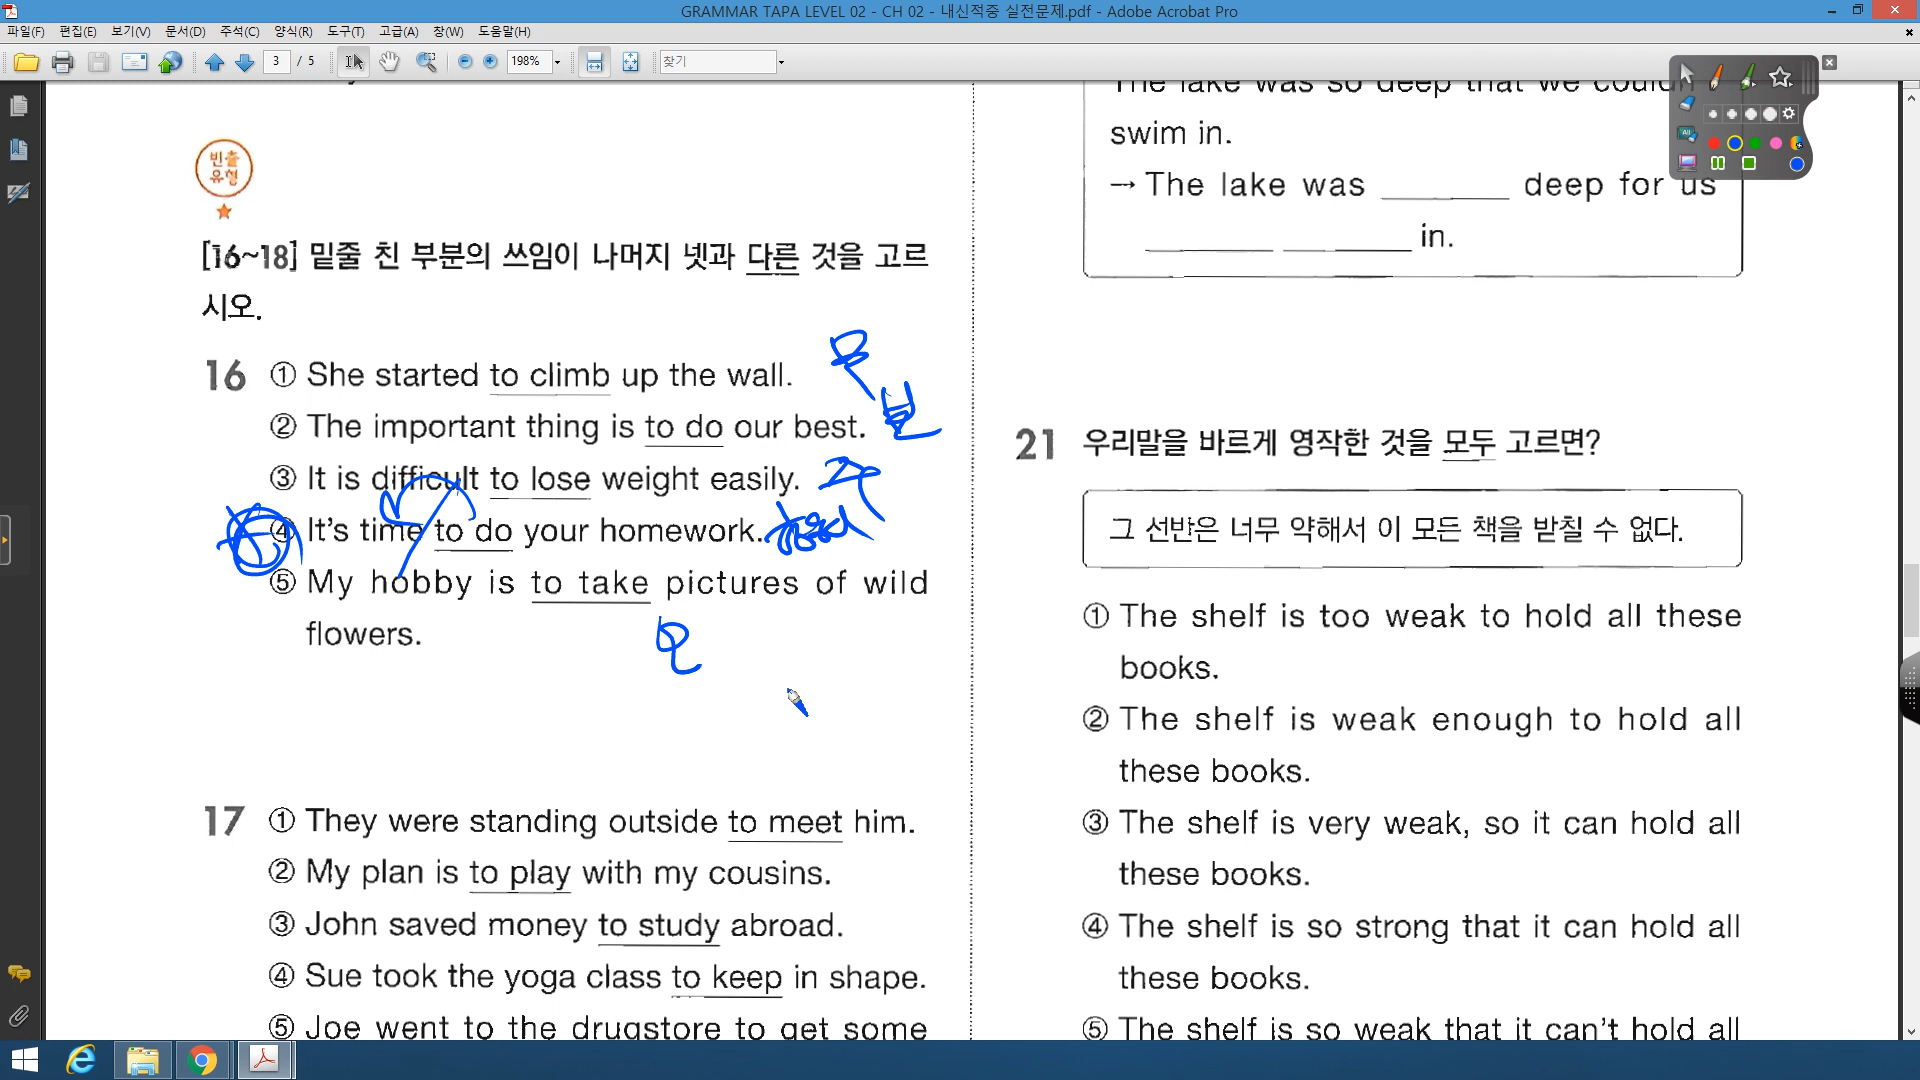 GRAMMAR TAPA LEVEL 02 - CH 02 - 내신적중 실전문제.pdf - Adobe Acrobat Pro
파일(F) 편집(E) 보기(V) 문서(D) 주석(C) 양식(R) 도구(T) 고급(A) 창(W) 도움말(H)
3 / 5 198% 찾기
빈출
유형
[16~18] 밑줄 친 부분의 쓰임이 나머지 넷과 다른 것을 고르
시오.
16 ① She started to climb up the wall.
② The important thing is to do our best.
③ It is difficult to lose weight easily.
④ It's time to do your homework.
⑤ My hobby is to take pictures of wild
flowers.
17 ① They were standing outside to meet him.
② My plan is to play with my cousins.
③ John saved money to study abroad.
④ Sue took the yoga class to keep in shape.
⑤ Joe went to the drugstore to get some
The lake was so deep that we couldn't
swim in.
→ The lake was ________ deep for us
________ ________ in.
21 우리말을 바르게 영작한 것을 모두 고르면?
그 선반은 너무 약해서 이 모든 책을 받칠 수 없다.
① The shelf is too weak to hold all these
books.
② The shelf is weak enough to hold all
these books.
③ The shelf is very weak, so it can hold all
these books.
④ The shelf is so strong that it can hold all
these books.
⑤ The shelf is so weak that it can't hold all